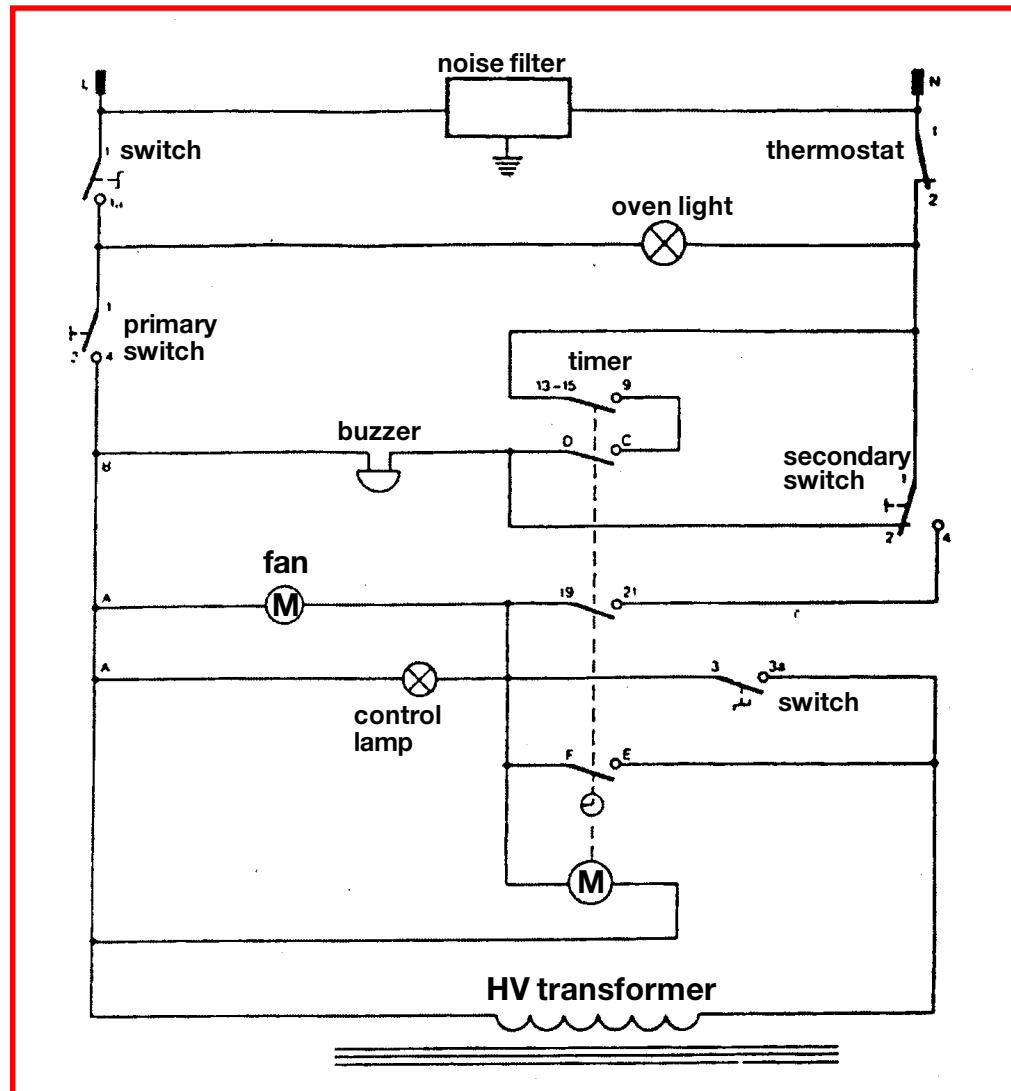 noise filter
L
N
1
switch
1
thermostat
2
oven light
1
primary
switch
4
timer
13-15
9
buzzer
D
C
secondary
switch
1
2
4
fan
A
M
19
21
A
3
3a
switch
control
lamp
F
E
M
HV transformer